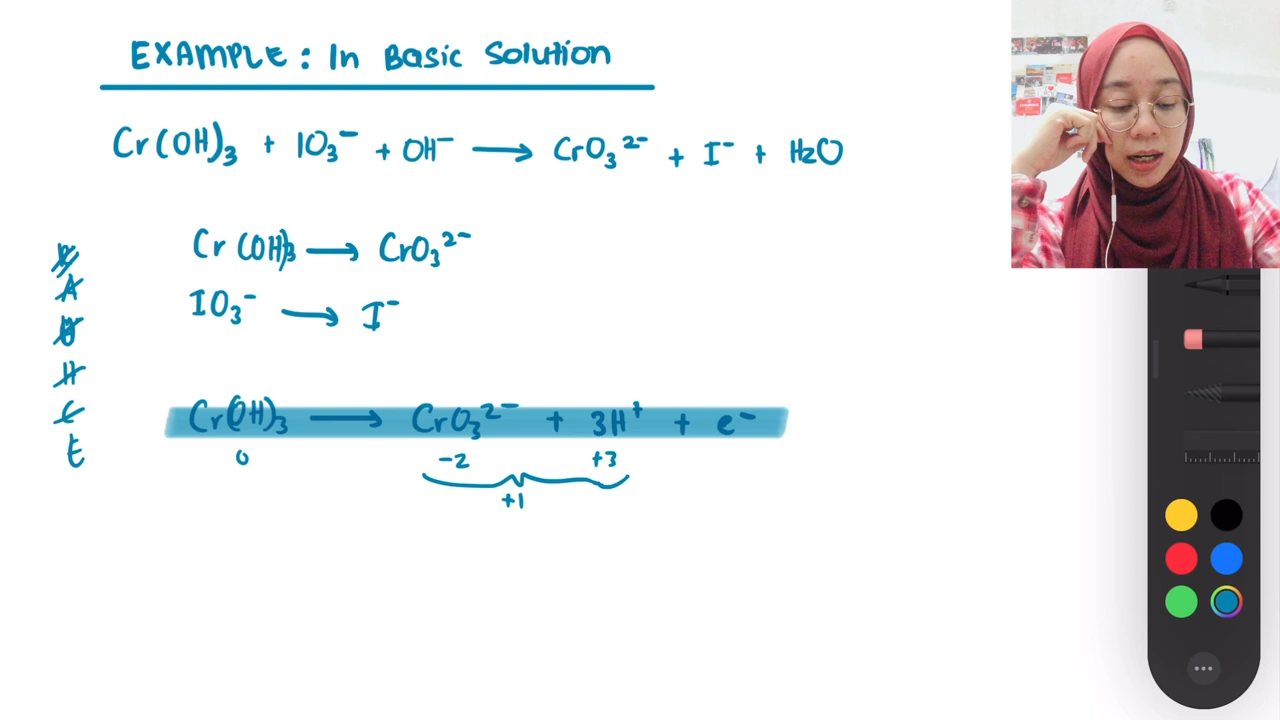 EXAMPLE: In Basic Solution
Cr(OH)₃ + IO₃⁻ + OH⁻ ⟶ CrO₃²⁻ + I⁻ + H₂O
Cr(OH)₃ ⟶ CrO₃²⁻
IO₃⁻ ⟶ I⁻
A
O
H
C
E
Cr(OH)₃ ⟶ CrO₃²⁻ + 3H⁺ + e⁻
0 -2 +3
+1